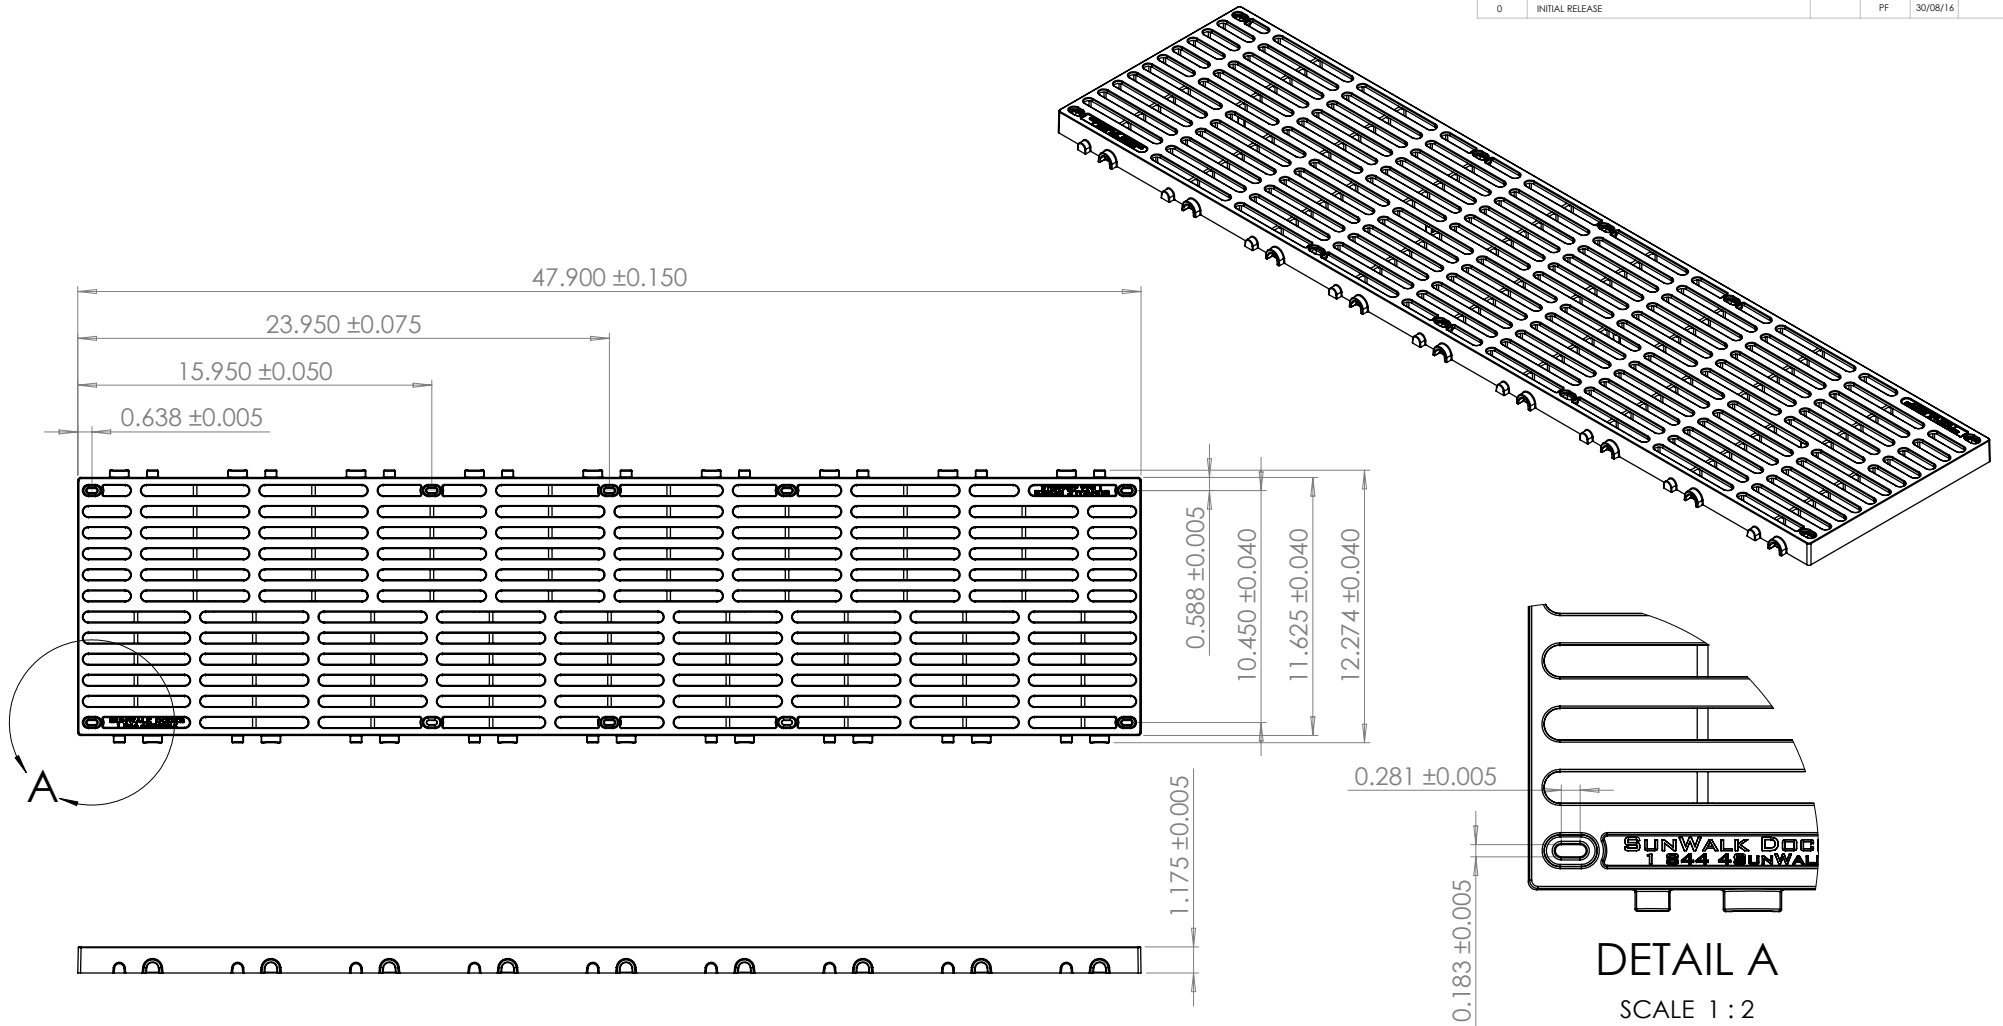 0 INITIAL RELEASE PF 30/08/16
47.900 ±0.150
23.950 ±0.075
15.950 ±0.050
0.638 ±0.005
0.588 ±0.005
10.450 ±0.040
11.625 ±0.040
12.274 ±0.040
A
1.175 ±0.005
0.281 ±0.005
0.183 ±0.005
SUNWALK DOC
1 844 4SUNWAL
DETAIL A
SCALE 1 : 2